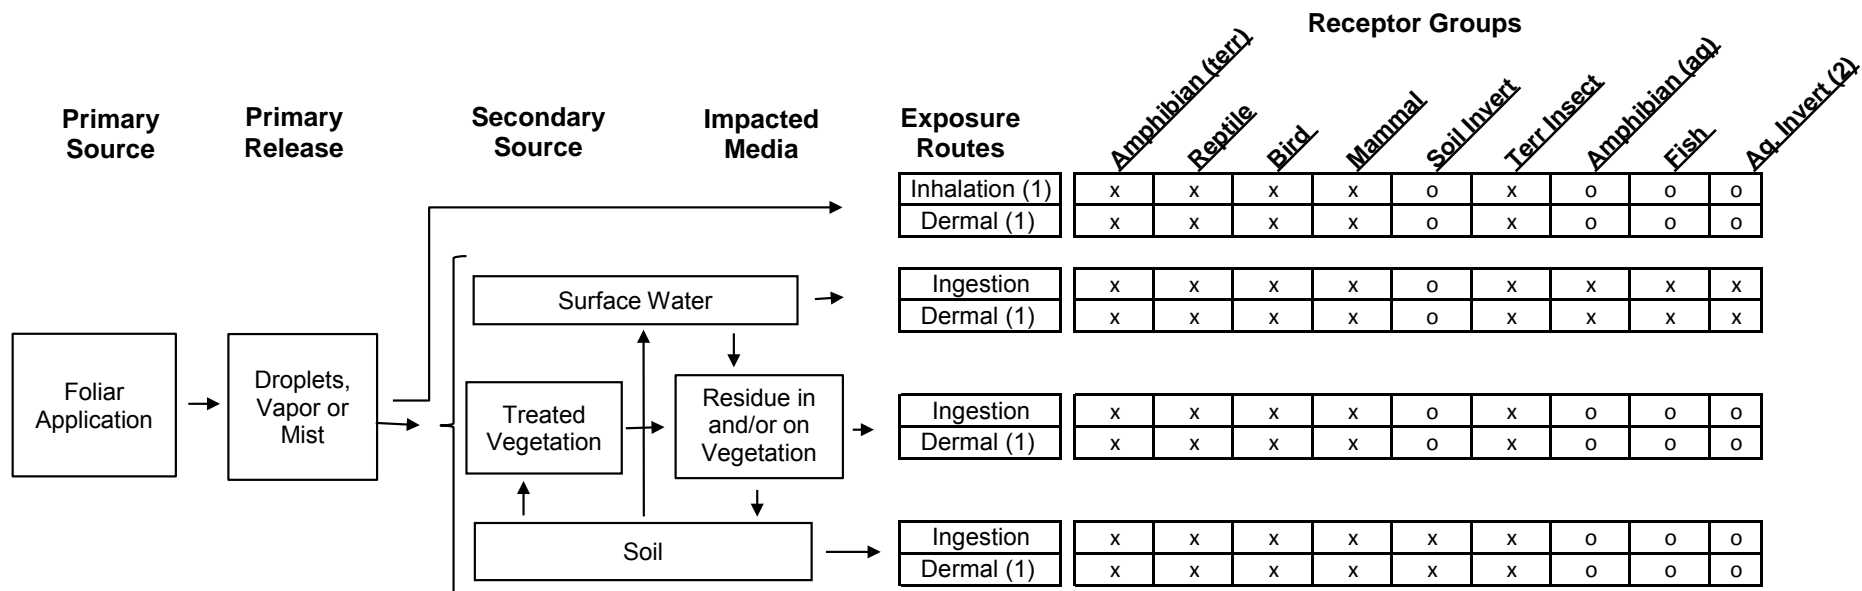 Receptor Groups
Primary
Source
Primary
Release
Secondary
Source
Impacted
Media
Exposure
Routes
Amphibian (terr)
Reptile
Bird
Mammal
Soil Invert
Terr Insect
Amphibian (aq)
Fish
Aq. Invert (2)
Inhalation (1) x x x x o x o o o
Dermal (1) x x x x o x o o o
Surface Water
Ingestion x x x x o x x x x
Dermal (1) x x x x o x x x x
Foliar
Application
Droplets,
Vapor or
Mist
Treated
Vegetation
Residue in
and/or on
Vegetation
Ingestion x x x x o x o o o
Dermal (1) x x x x o x o o o
Soil
Ingestion x x x x x x o o o
Dermal (1) x x x x x x o o o